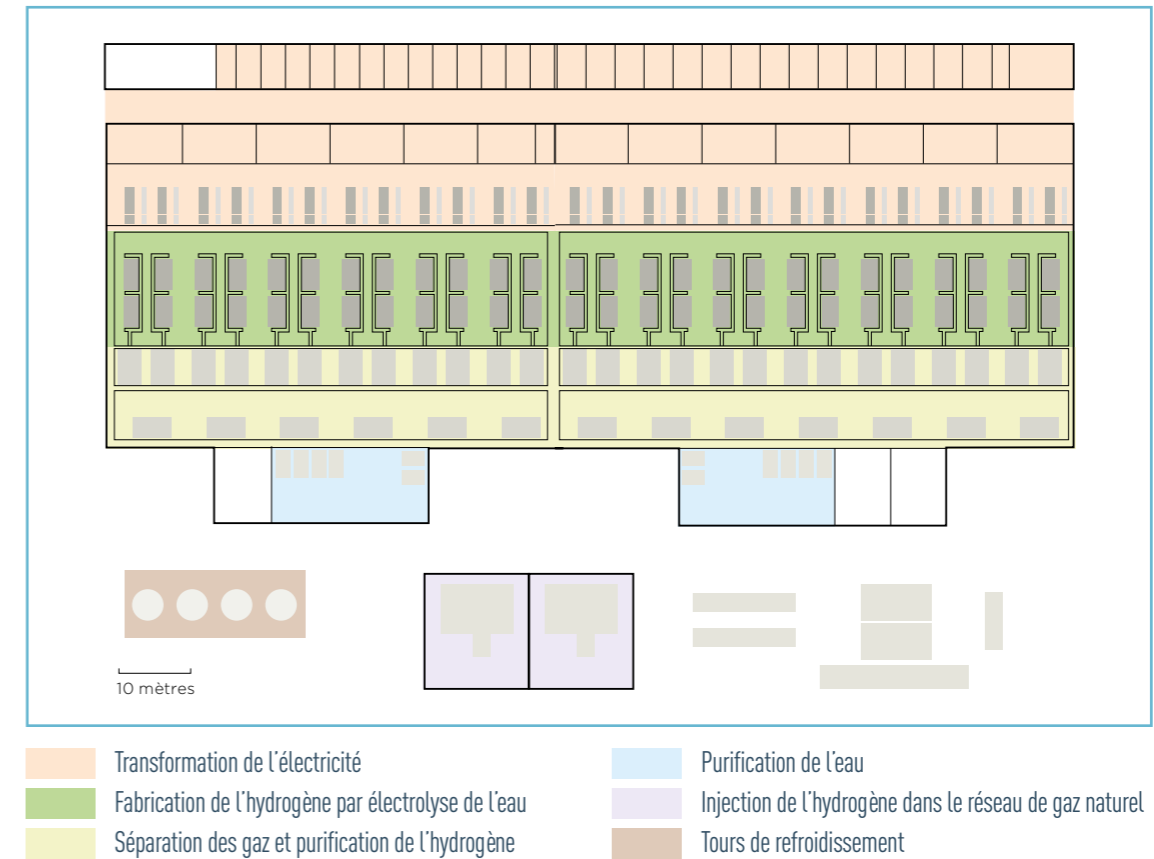 10 mètres
Transformation de l'électricité
Fabrication de l'hydrogène par électrolyse de l'eau
Séparation des gaz et purification de l'hydrogène
Purification de l'eau
Injection de l'hydrogène dans le réseau de gaz naturel
Tours de refroidissement